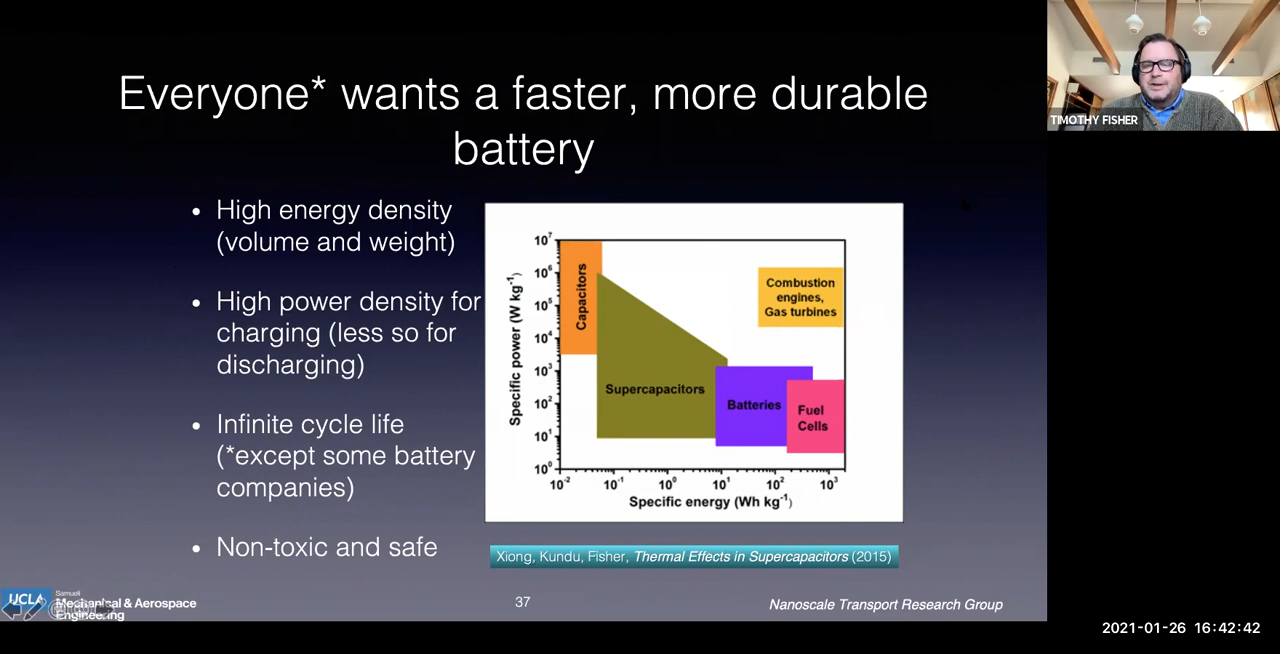 Everyone* wants a faster, more durable
battery
• High energy density
(volume and weight)
• High power density for
charging (less so for
discharging)
• Infinite cycle life
(*except some battery
companies)
• Non-toxic and safe
Specific power (W kg⁻¹)
10⁷
10⁶
10⁵
10⁴
10³
10²
10¹
10⁰
Capacitors
Supercapacitors
Batteries
Fuel
Cells
Combustion
engines,
Gas turbines
10⁻² 10⁻¹ 10⁰ 10¹ 10² 10³
Specific energy (Wh kg⁻¹)
Xiong, Kundu, Fisher, Thermal Effects in Supercapacitors (2015)
UCLA
Samueli
Mechanical & Aerospace
Engineering
37
Nanoscale Transport Research Group
TIMOTHY FISHER
2021-01-26 16:42:42